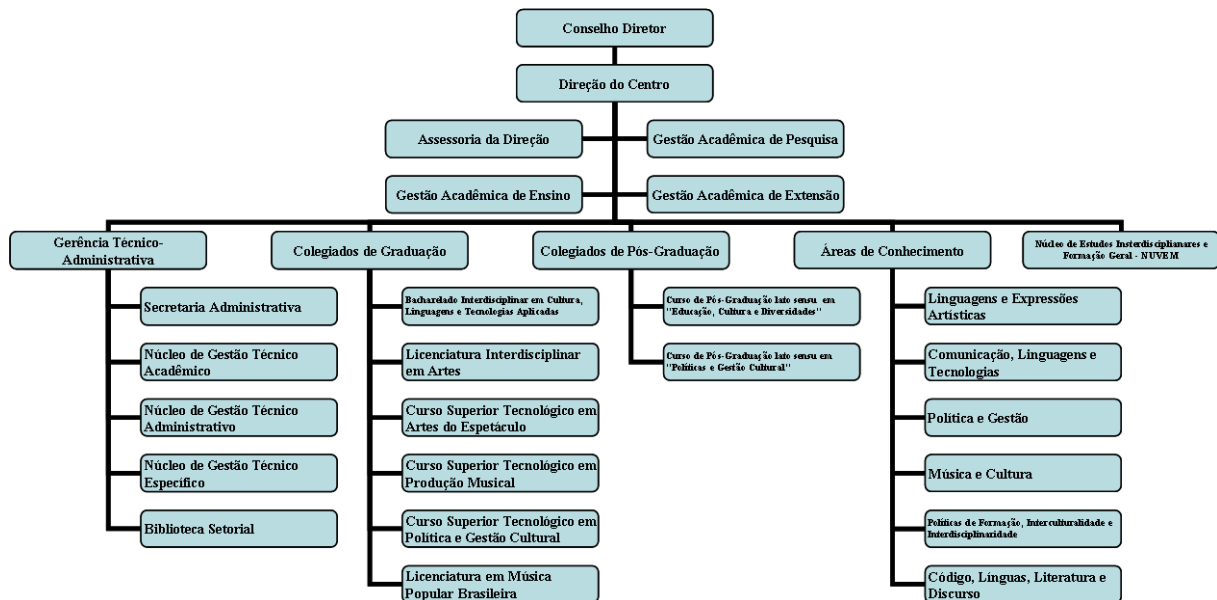 Conselho Diretor
Direção do Centro
Assessoria da Direção
Gestão Acadêmica de Pesquisa
Gestão Acadêmica de Ensino
Gestão Acadêmica de Extensão
Gerência Técnico-
Administrativa
Secretaria Administrativa
Núcleo de Gestão Técnico
Acadêmico
Núcleo de Gestão Técnico
Administrativo
Núcleo de Gestão Técnico
Específico
Biblioteca Setorial
Colegiados de Graduação
Bacharelado Interdisciplinar em Cultura,
Linguagens e Tecnologias Aplicadas
Licenciatura Interdisciplinar
em Artes
Curso Superior Tecnológico em
Artes do Espetáculo
Curso Superior Tecnológico em
Produção Musical
Curso Superior Tecnológico em
Política e Gestão Cultural
Licenciatura em Música
Popular Brasileira
Colegiados de Pós-Graduação
Curso de Pós-Graduação lato sensu em
"Educação, Cultura e Diversidades"
Curso de Pós-Graduação lato sensu em
"Políticas e Gestão Cultural"
Áreas de Conhecimento
Linguagens e Expressões
Artísticas
Comunicação, Linguagens e
Tecnologias
Política e Gestão
Música e Cultura
Políticas de Formação, Interculturalidade e
Interdisciplinaridade
Código, Línguas, Literatura e
Discurso
Núcleo de Estudos Insterdisciplianares e
Formação Geral - NUVEM